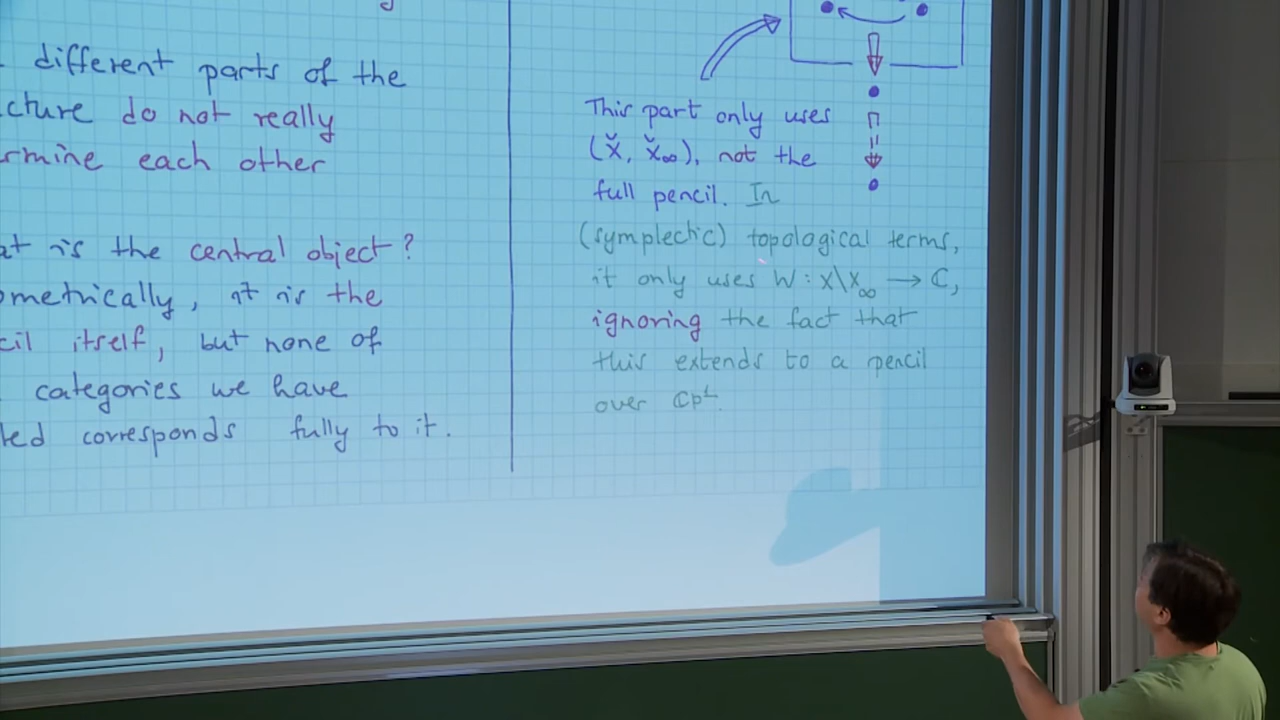 different parts of the
cture do not really
rmine each other
at is the central object?
ometrically, it is the
cil itself, but none of
categories we have
led corresponds fully to it.
This part only uses
(X̌, X̌∞), not the
full pencil. In
(symplectic) topological terms,
it only uses W : X\X∞ → C,
ignoring the fact that
this extends to a pencil
over CP¹.